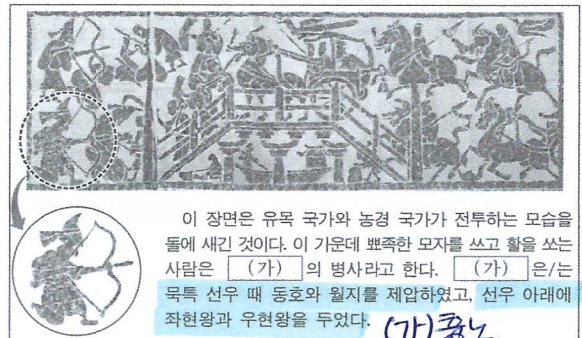 이 장면은 유목 국가와 농경 국가가 전투하는 모습을
돌에 새긴 것이다. 이 가운데 뾰족한 모자를 쓰고 활을 쏘는
사람은 (가) 의 병사라고 한다. (가) 은/는
묵특 선우 때 동호와 월지를 제압하였고, 선우 아래에
좌현왕과 우현왕을 두었다.
(가)흉노